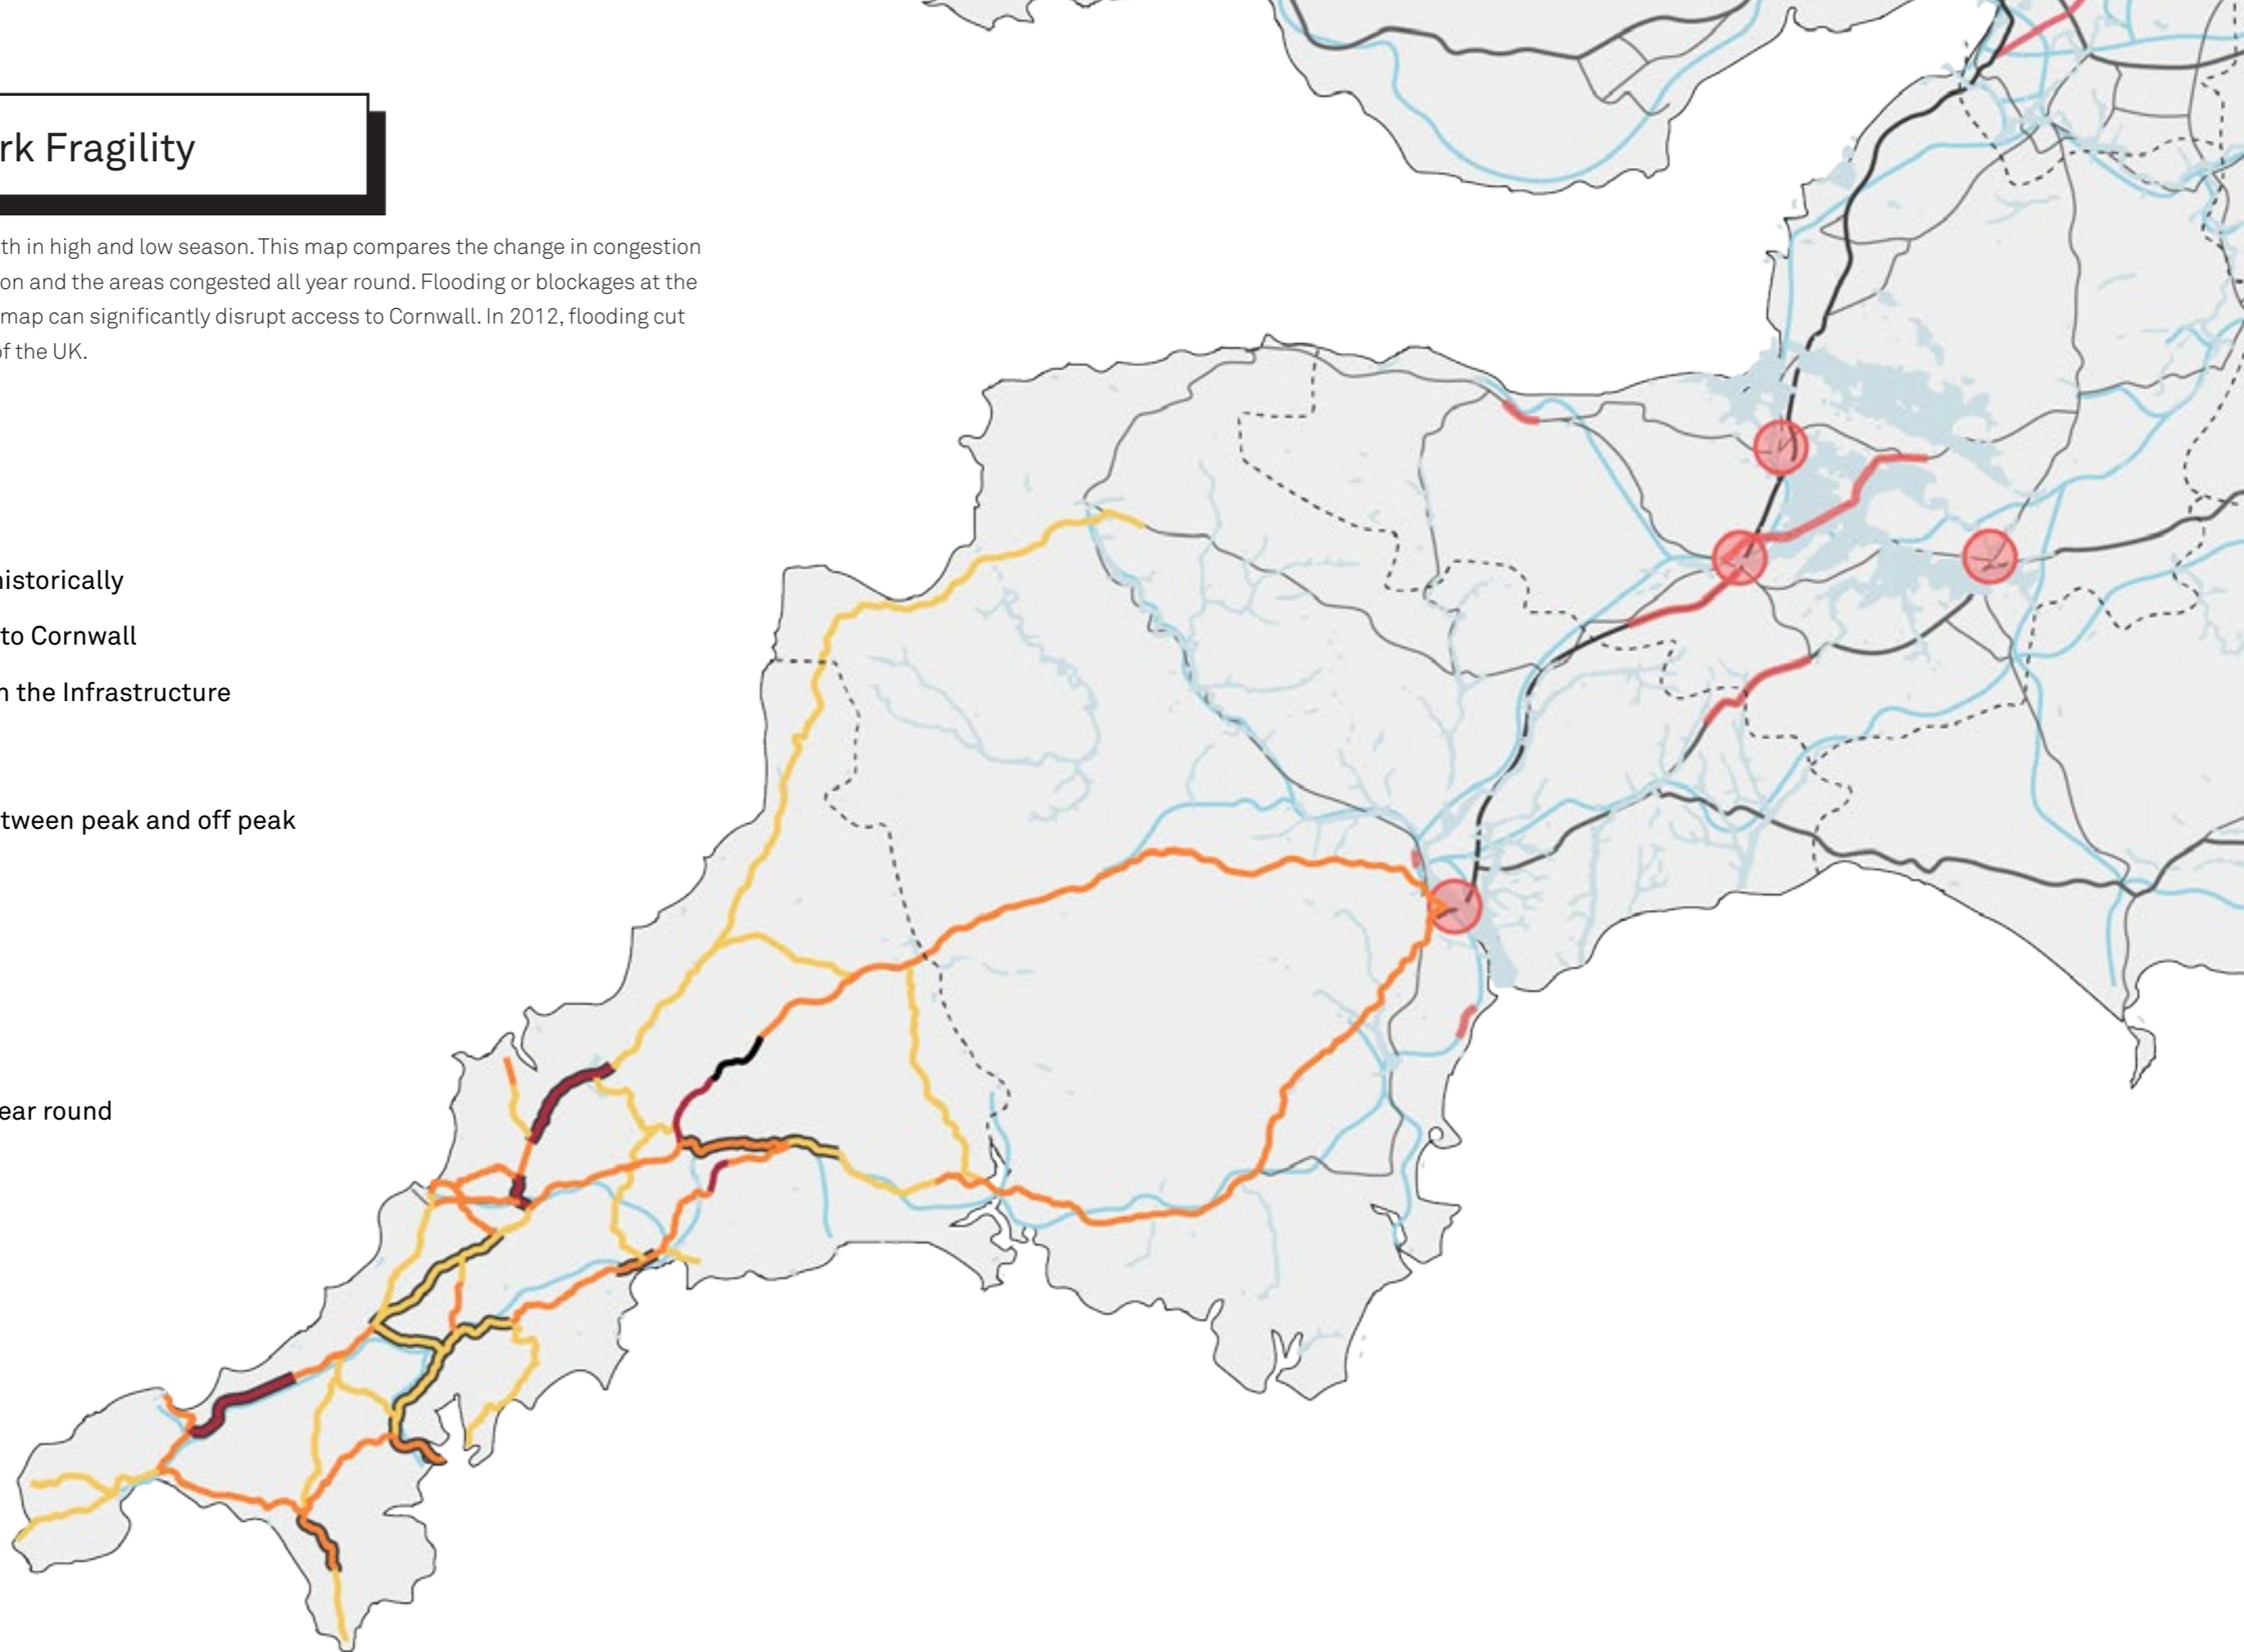 rk Fragility
th in high and low season. This map compares the change in congestion
on and the areas congested all year round. Flooding or blockages at the
map can significantly disrupt access to Cornwall. In 2012, flooding cut
of the UK.
historically
to Cornwall
n the Infrastructure
tween peak and off peak
ear round